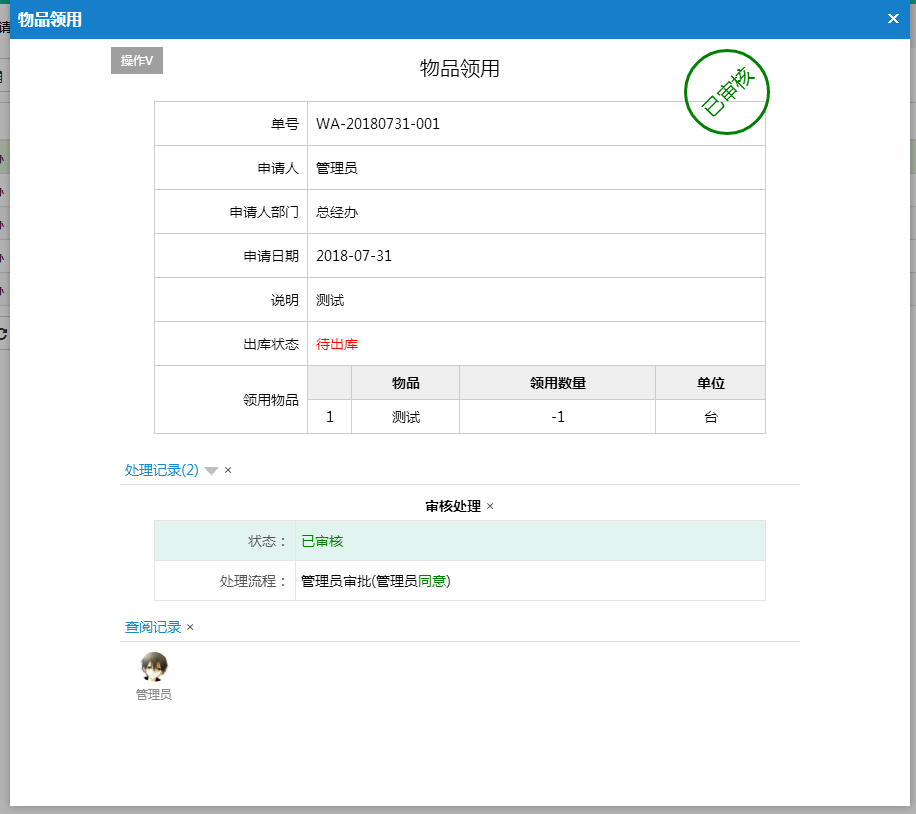 物品领用 ×
请
操作V
物品领用
已审核
单号 WA-20180731-001
申请人 管理员
申请人部门 总经办
申请日期 2018-07-31
说明 测试
出库状态 待出库
领用物品
物品 领用数量 单位
1 测试 -1 台
处理记录(2) ×
审核处理 ×
状态： 已审核
处理流程： 管理员审批(管理员同意)
查阅记录 ×
管理员